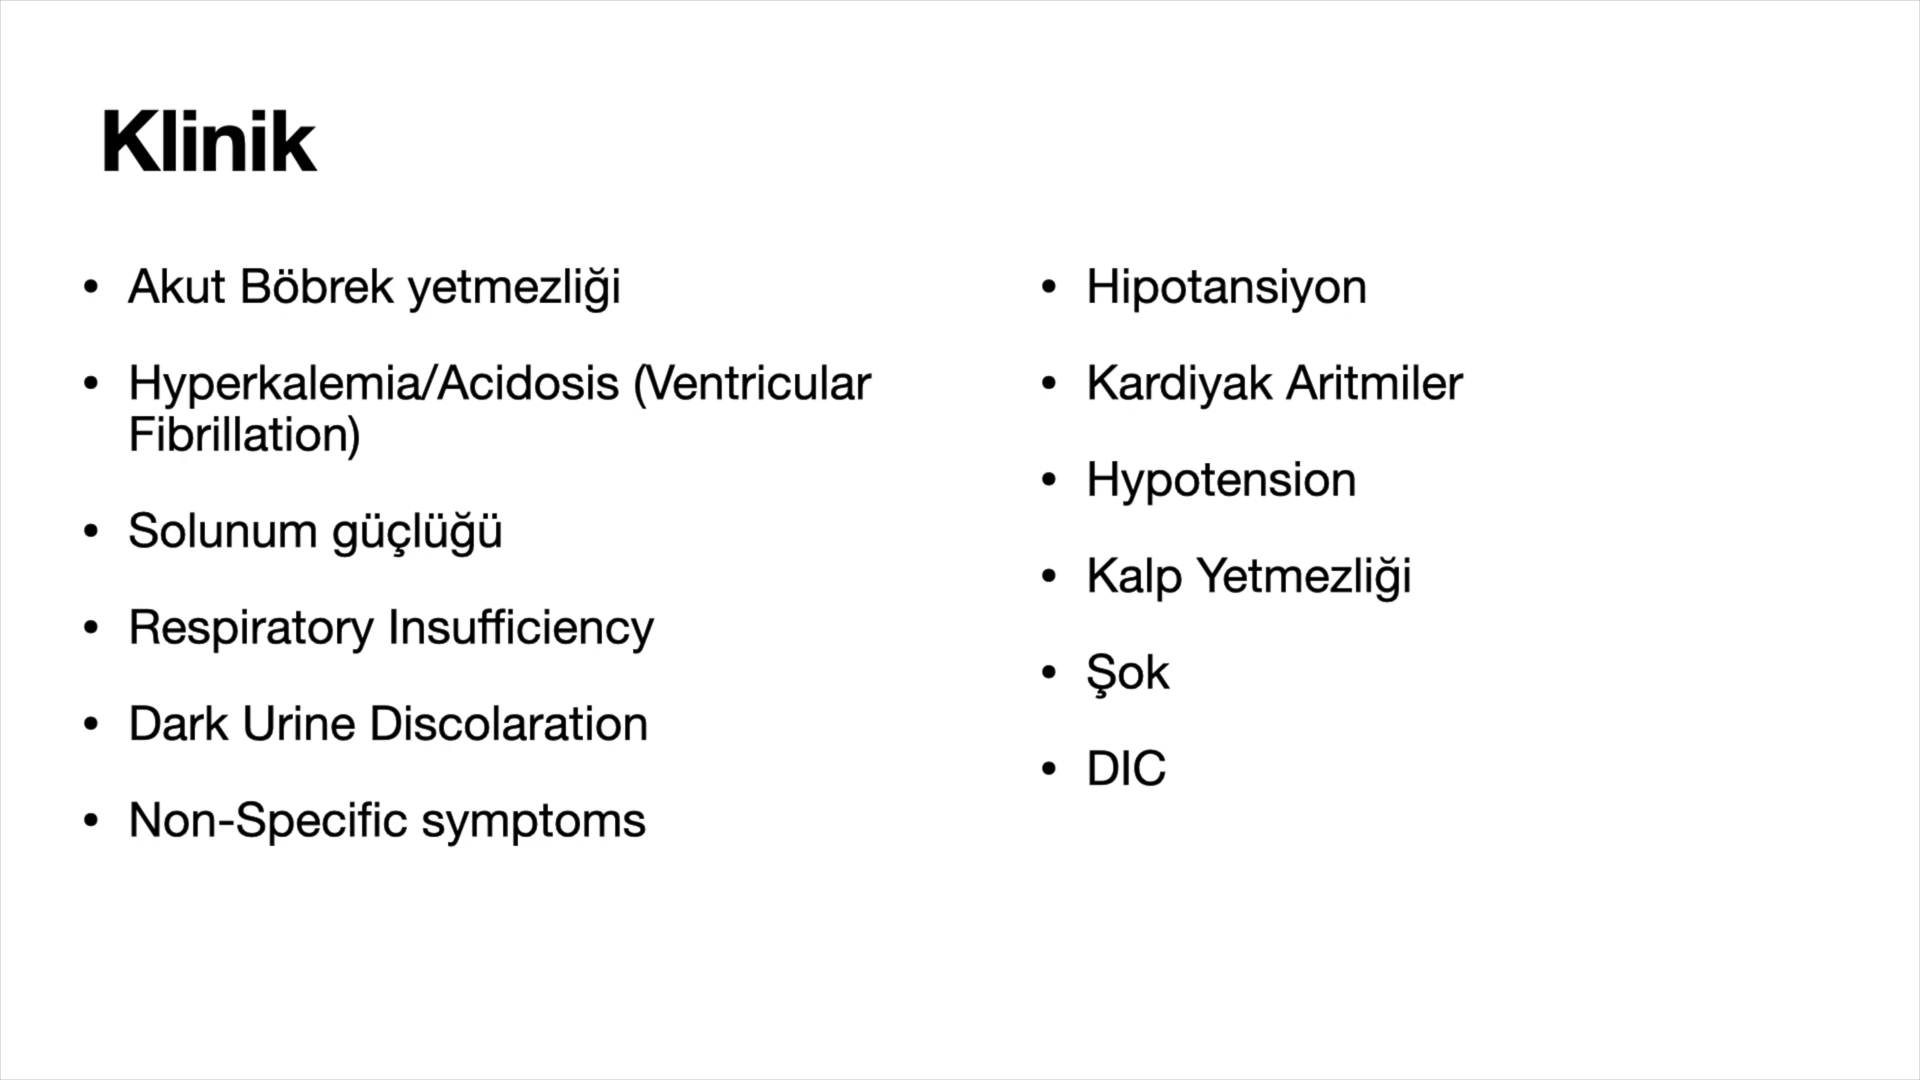 Klinik
• Akut Böbrek yetmezliği
• Hyperkalemia/Acidosis (Ventricular
Fibrillation)
• Solunum güçlüğü
• Respiratory Insufficiency
• Dark Urine Discolaration
• Non-Specific symptoms
• Hipotansiyon
• Kardiyak Aritmiler
• Hypotension
• Kalp Yetmezliği
• Şok
• DIC